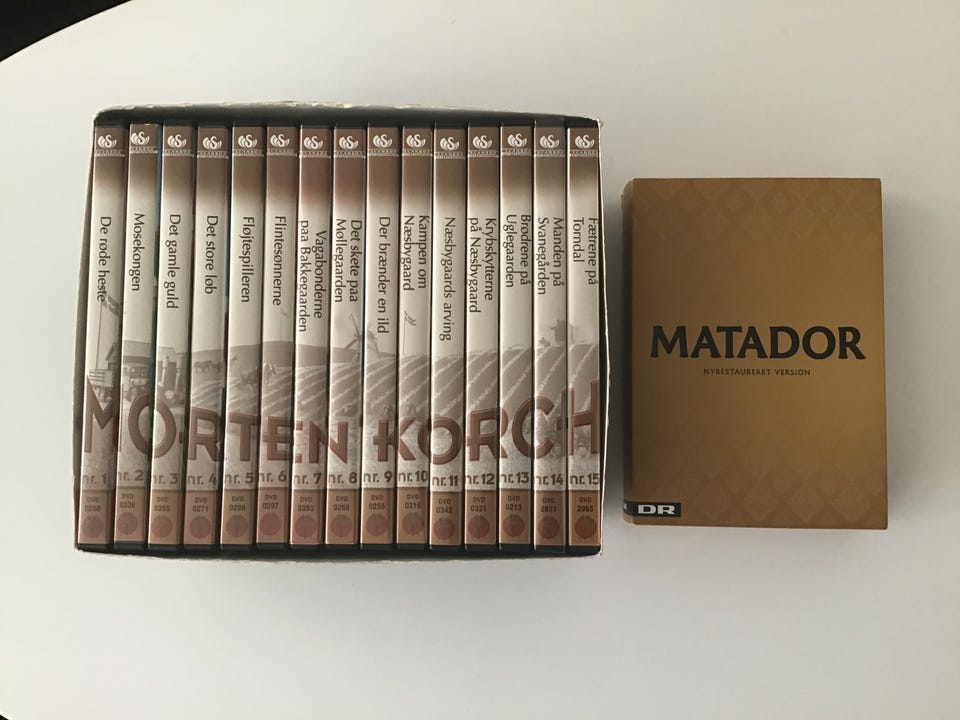 SCANBOX
De røde heste
Mosekongen
Det gamle guld
Det store løb
Fløjtespilleren
Flintesønnerne
Vagabonderne
paa Bakkegaarden
Det skete paa
Møllegaarden
Der brænder en ild
Kampen om
Næsbygaard
Næsbygaards arving
Krybskytterne
på Næsbygaard
Brødrene på
Uglegaarden
Manden på
Svanegården
Fætrene på
Torndal
MORTEN KORCH
nr. 1
nr. 2
nr. 3
nr. 4
nr. 5
nr. 6
nr. 7
nr. 8
nr. 9
nr. 10
nr. 11
nr. 12
nr. 13
nr. 14
nr. 15
DVD
0258
DVD
0336
DVD
0265
DVD
0271
DVD
0298
DVD
0297
DVD
0393
DVD
0269
DVD
0255
DVD
0316
DVD
0342
DVD
0321
DVD
0213
DVD
2831
DVD
2965
MATADOR
NYRESTAURERET VERSION
DR